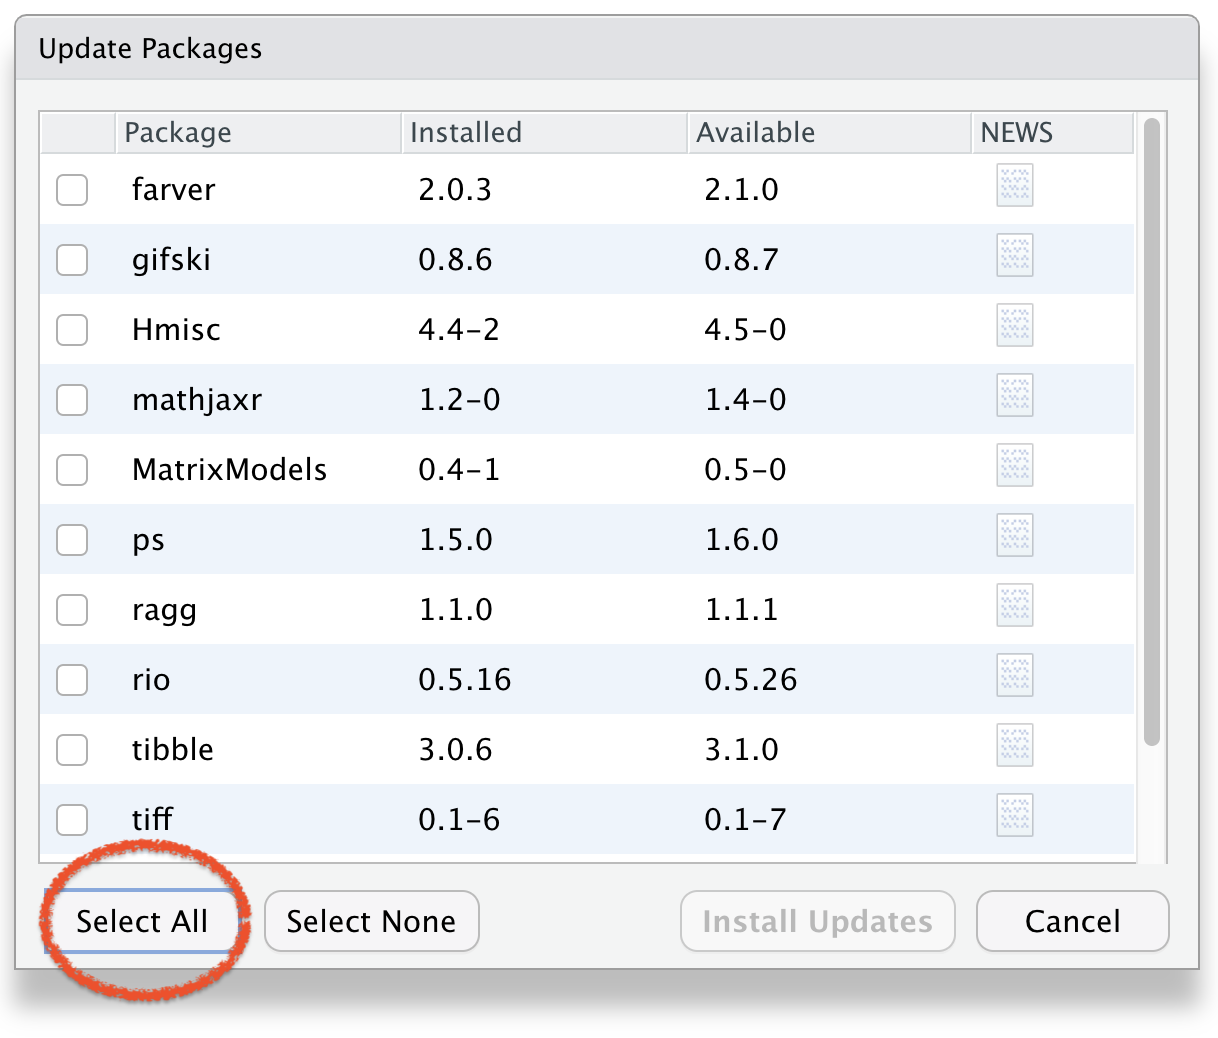 Update Packages
Package Installed Available NEWS
farver 2.0.3 2.1.0
gifski 0.8.6 0.8.7
Hmisc 4.4-2 4.5-0
mathjaxr 1.2-0 1.4-0
MatrixModels 0.4-1 0.5-0
ps 1.5.0 1.6.0
ragg 1.1.0 1.1.1
rio 0.5.16 0.5.26
tibble 3.0.6 3.1.0
tiff 0.1-6 0.1-7
Select All Select None Install Updates Cancel